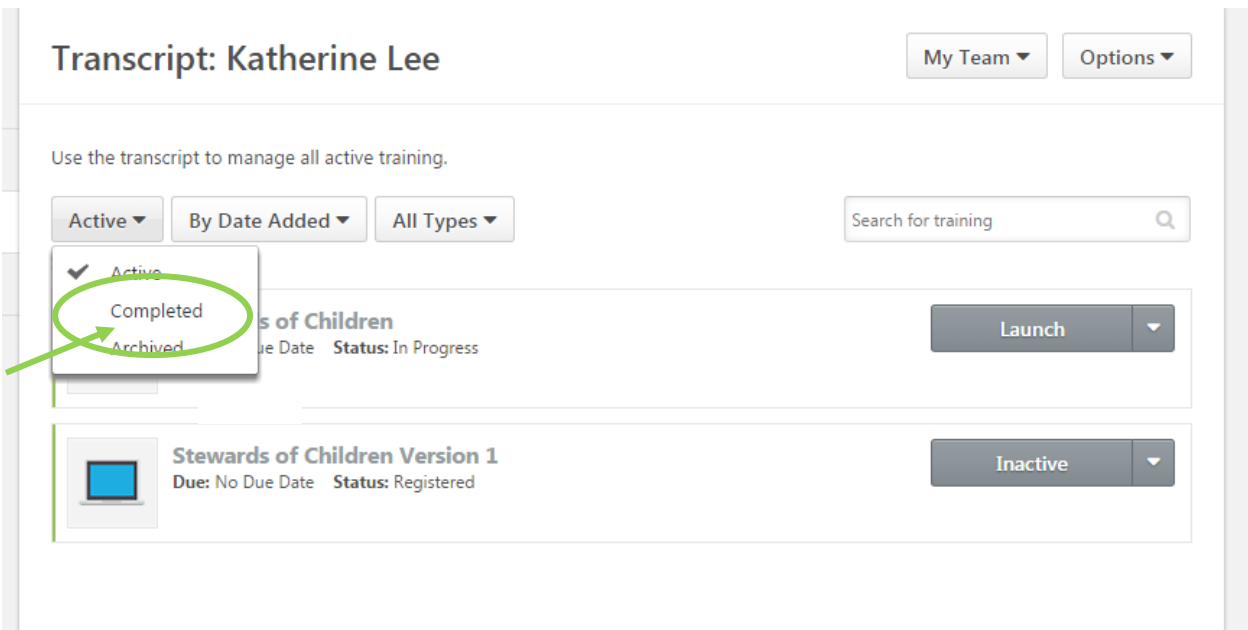 Transcript: Katherine Lee
My Team
Options
Use the transcript to manage all active training.
Active
By Date Added
All Types
Search for training
Active
Completed
Archived
s of Children
ue Date Status: In Progress
Launch
Stewards of Children Version 1
Due: No Due Date Status: Registered
Inactive